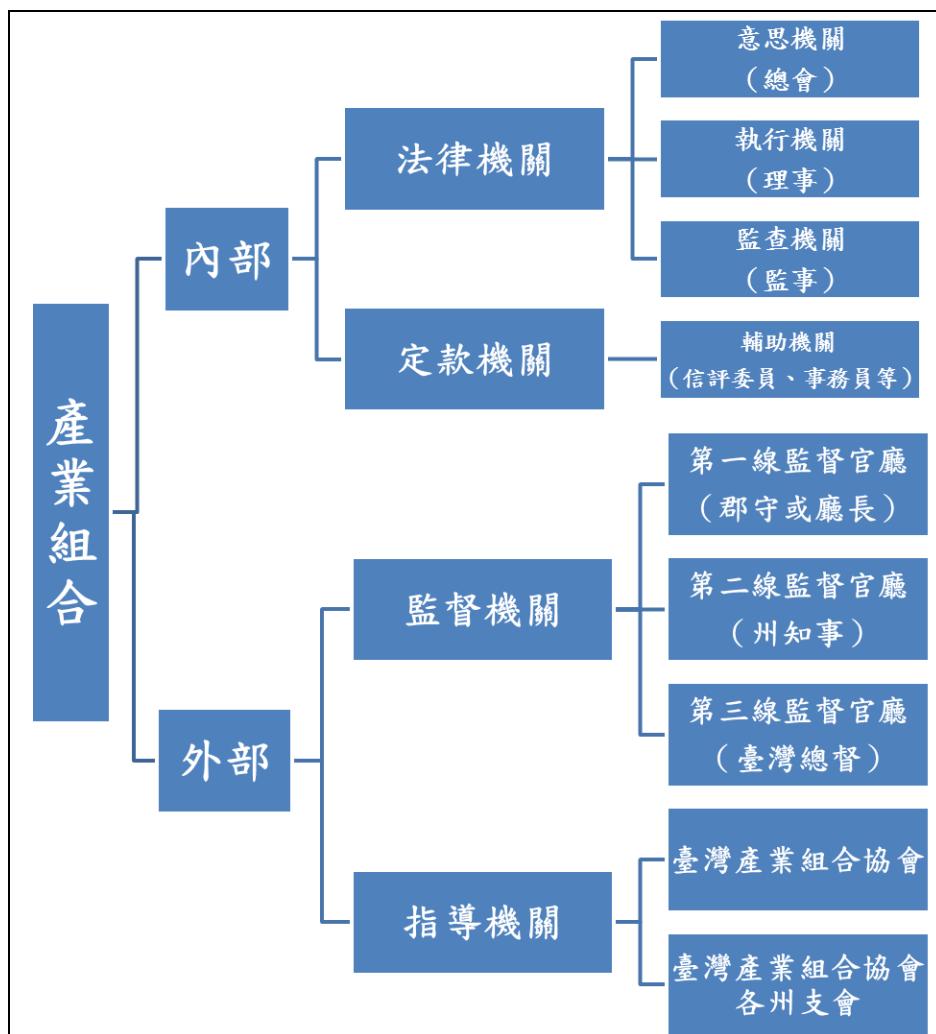 產業組合
內部
法律機關
意思機關
（總會）
執行機關
（理事）
監查機關
（監事）
定款機關
輔助機關
（信評委員、事務員等）
外部
監督機關
第一線監督官廳
（郡守或廳長）
第二線監督官廳
（州知事）
第三線監督官廳
（臺灣總督）
指導機關
臺灣產業組合協會
臺灣產業組合協會
各州支會